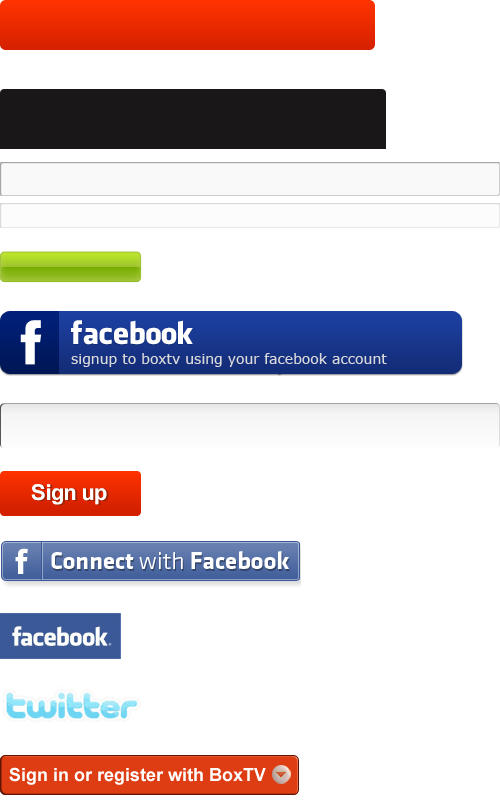 f facebook
signup to boxtv using your facebook account
Sign up
f Connect with Facebook
facebook.
twitter
Sign in or register with BoxTV